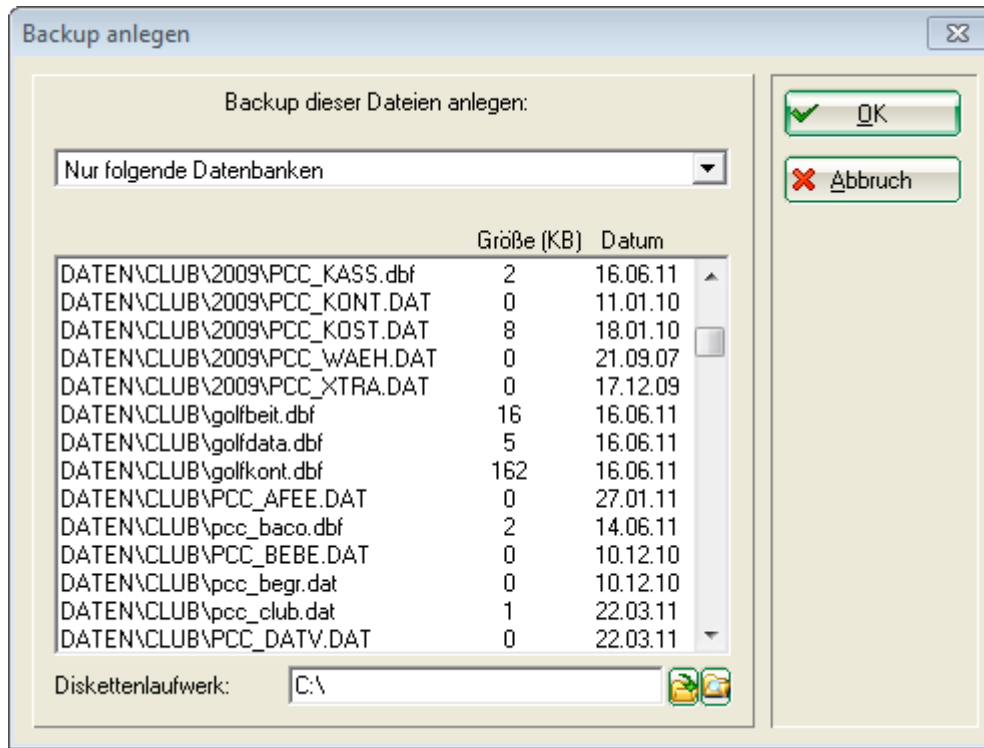 Backup anlegen
Backup dieser Dateien anlegen:
OK
Nur folgende Datenbanken
Abbruch
Größe (KB) Datum
DATEN\CLUB\2009\PCC_KASS.dbf 2 16.06.11
DATEN\CLUB\2009\PCC_KONT.DAT 0 11.01.10
DATEN\CLUB\2009\PCC_KOST.DAT 8 18.01.10
DATEN\CLUB\2009\PCC_WAEH.DAT 0 21.09.07
DATEN\CLUB\2009\PCC_XTRA.DAT 0 17.12.09
DATEN\CLUB\golfbeit.dbf 16 16.06.11
DATEN\CLUB\golfdata.dbf 5 16.06.11
DATEN\CLUB\golfkont.dbf 162 16.06.11
DATEN\CLUB\PCC_AFEE.DAT 0 27.01.11
DATEN\CLUB\pcc_baco.dbf 2 14.06.11
DATEN\CLUB\PCC_BEBE.DAT 0 10.12.10
DATEN\CLUB\pcc_begr.dat 0 10.12.10
DATEN\CLUB\pcc_club.dat 1 22.03.11
DATEN\CLUB\PCC_DATV.DAT 0 22.03.11
Diskettenlaufwerk: C:\